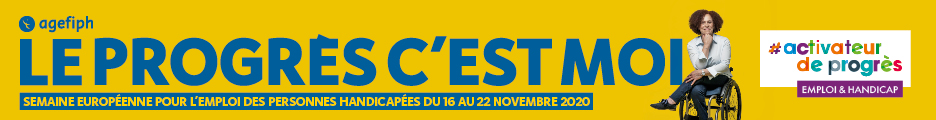 agefiph
LE PROGRÈS C'EST MOI
SEMAINE EUROPÉENNE POUR L'EMPLOI DES PERSONNES HANDICAPÉES DU 16 AU 22 NOVEMBRE 2020
#activateur
de progrès
EMPLOI & HANDICAP